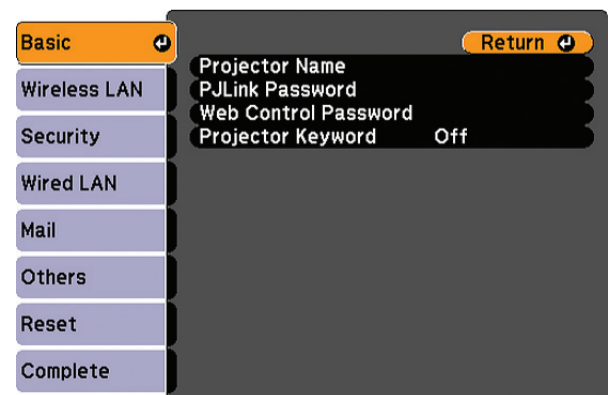 Basic
Wireless LAN
Security
Wired LAN
Mail
Others
Reset
Complete
Return
Projector Name
PJLink Password
Web Control Password
Projector Keyword Off